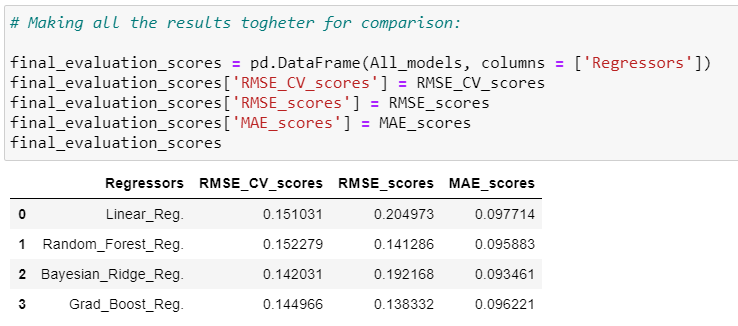 # Making all the results togheter for comparison:
final_evaluation_scores = pd.DataFrame(All_models, columns = ['Regressors'])
final_evaluation_scores['RMSE_CV_scores'] = RMSE_CV_scores
final_evaluation_scores['RMSE_scores'] = RMSE_scores
final_evaluation_scores['MAE_scores'] = MAE_scores
final_evaluation_scores
Regressors RMSE_CV_scores RMSE_scores MAE_scores
0 Linear_Reg. 0.151031 0.204973 0.097714
1 Random_Forest_Reg. 0.152279 0.141286 0.095883
2 Bayesian_Ridge_Reg. 0.142031 0.192168 0.093461
3 Grad_Boost_Reg. 0.144966 0.138332 0.096221